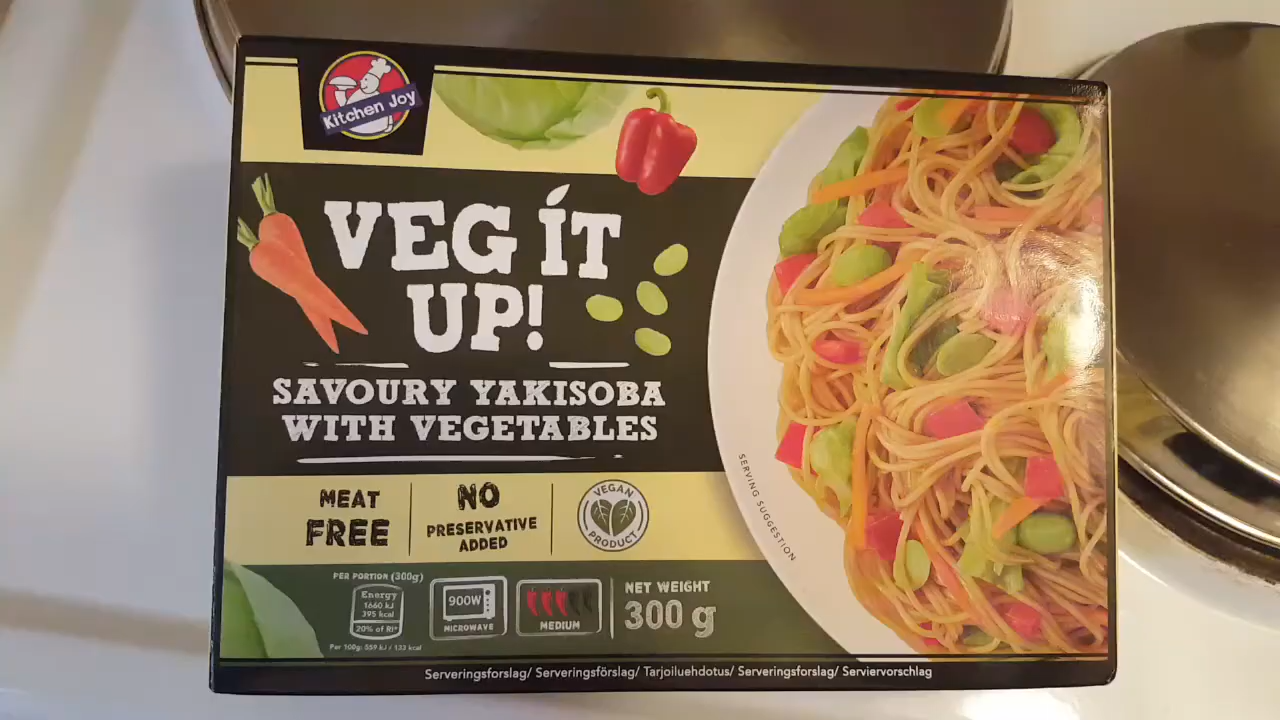 Kitchen Joy
VEG ÍT
UP!
SAVOURY YAKISOBA
WITH VEGETABLES
MEAT
FREE
NO
PRESERVATIVE
ADDED
VEGAN
PRODUCT
SERVING SUGGESTION
PER PORTION (300g)
Energy
1660 kJ
395 kcal
20% of RI*
Per 100g: 559 kJ / 133 kcal
900W
MICROWAVE
MEDIUM
NET WEIGHT
300 g
Serveringsforslag/ Serveringsförslag/ Tarjoiluehdotus/ Serveringsforslag/ Serviervorschlag